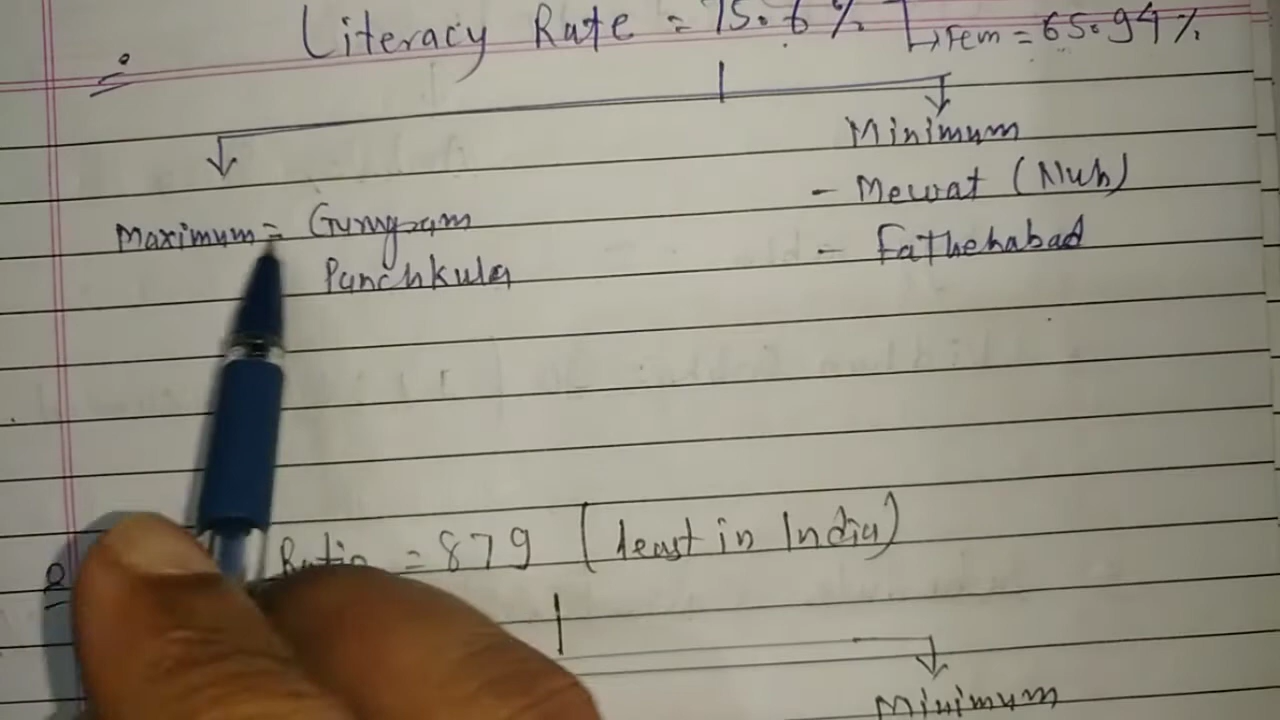 Literacy Rate = 75.6%
Fem = 65.94%
Minimum
- Mewat (Nuh)
Maximum = Gurugram
- Fathehabad
Panchkula
Ratio = 879 (least in India)
Minimum